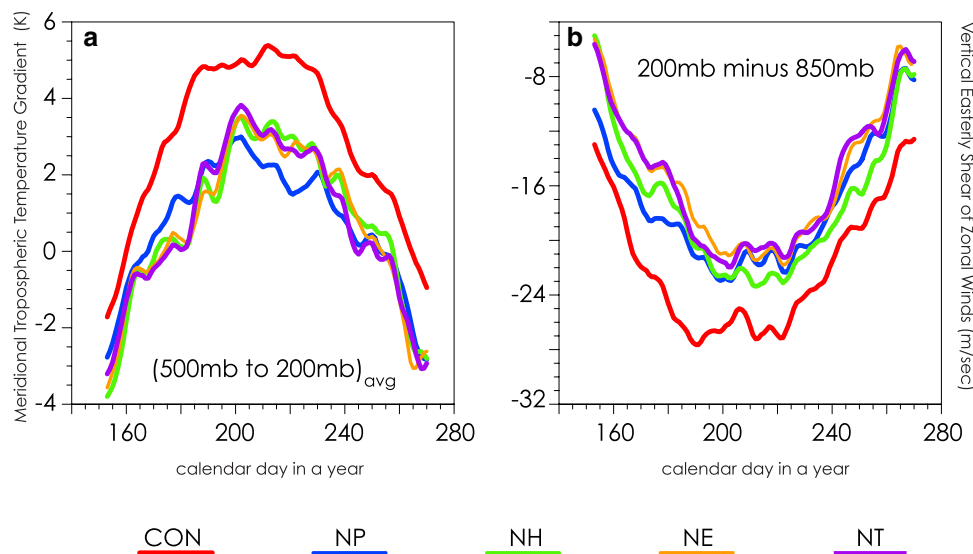 Meridional Tropospheric Temperature Gradient (K)
6
4
2
0
-2
-4
a
(500mb to 200mb)avg
160 200 240 280
calendar day in a year
b
200mb minus 850mb
-8
-16
-24
-32
160 200 240 280
calendar day in a year
Vertical Easterly Shear of Zonal Winds (m/sec)
CON NP NH NE NT